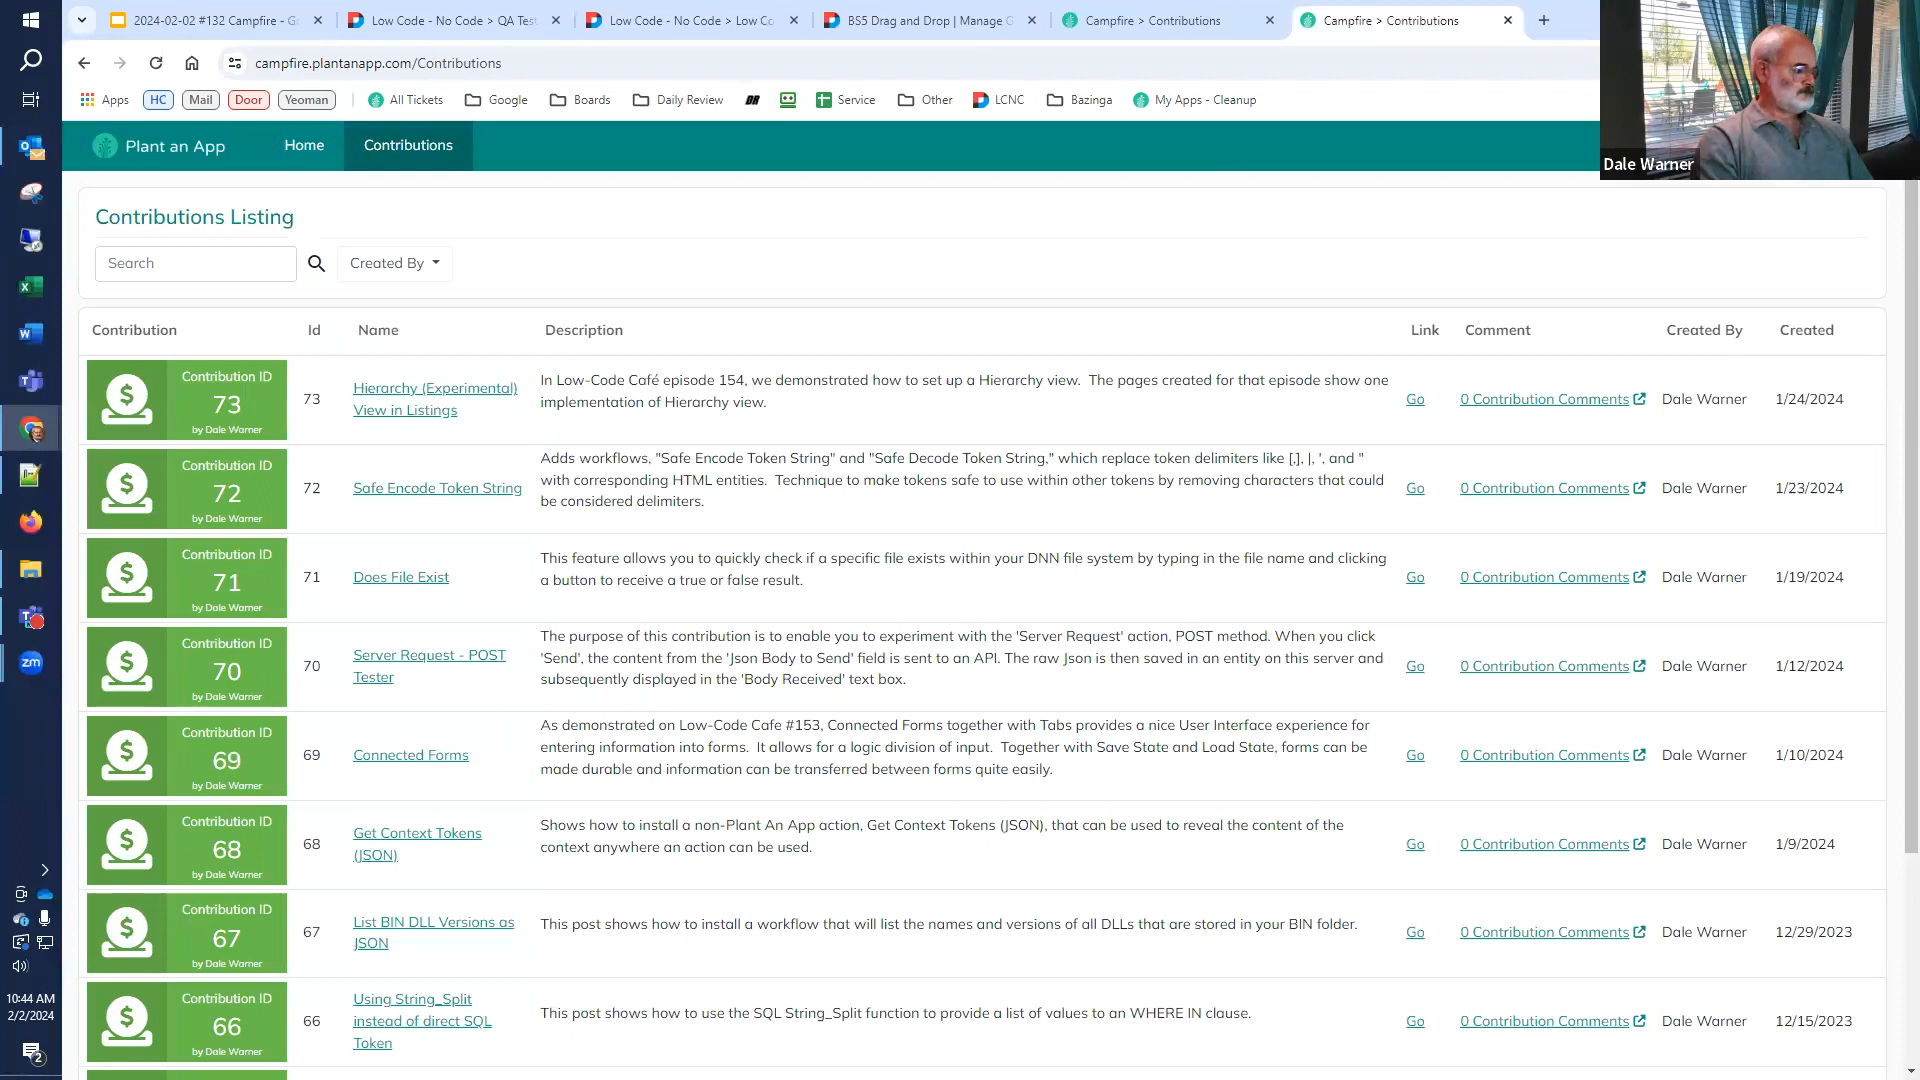 2024-02-02 #132 Campfire - G
Low Code - No Code > QA Tes
Low Code - No Code > Low Co
BS5 Drag and Drop | Manage G
Campfire > Contributions
Campfire > Contributions
campfire.plantanapp.com/Contributions
Apps
HC
Mail
Door
Yeoman
All Tickets
Google
Boards
Daily Review
Service
Other
LCNC
Bazinga
My Apps - Cleanup
Plant an App
Home
Contributions
Dale Warner
Contributions Listing
Search
Created By
Contribution
Id
Name
Description
Link
Comment
Created By
Created
Contribution ID
73
by Dale Warner
73
Hierarchy (Experimental)
View in Listings
In Low-Code Café episode 154, we demonstrated how to set up a Hierarchy view. The pages created for that episode show one
implementation of Hierarchy view.
Go
0 Contribution Comments
Dale Warner
1/24/2024
Contribution ID
72
by Dale Warner
72
Safe Encode Token String
Adds workflows, "Safe Encode Token String" and "Safe Decode Token String," which replace token delimiters like [,], |, ', and "
with corresponding HTML entities. Technique to make tokens safe to use within other tokens by removing characters that could
be considered delimiters.
Go
0 Contribution Comments
Dale Warner
1/23/2024
Contribution ID
71
by Dale Warner
71
Does File Exist
This feature allows you to quickly check if a specific file exists within your DNN file system by typing in the file name and clicking
a button to receive a true or false result.
Go
0 Contribution Comments
Dale Warner
1/19/2024
Contribution ID
70
by Dale Warner
70
Server Request - POST
Tester
The purpose of this contribution is to enable you to experiment with the 'Server Request' action, POST method. When you click
'Send', the content from the 'Json Body to Send' field is sent to an API. The raw Json is then saved in an entity on this server and
subsequently displayed in the 'Body Received' text box.
Go
0 Contribution Comments
Dale Warner
1/12/2024
Contribution ID
69
by Dale Warner
69
Connected Forms
As demonstrated on Low-Code Cafe #153, Connected Forms together with Tabs provides a nice User Interface experience for
entering information into forms. It allows for a logic division of input. Together with Save State and Load State, forms can be
made durable and information can be transferred between forms quite easily.
Go
0 Contribution Comments
Dale Warner
1/10/2024
Contribution ID
68
by Dale Warner
68
Get Context Tokens
(JSON)
Shows how to install a non-Plant An App action, Get Context Tokens (JSON), that can be used to reveal the content of the
context anywhere an action can be used.
Go
0 Contribution Comments
Dale Warner
1/9/2024
Contribution ID
67
by Dale Warner
67
List BIN DLL Versions as
JSON
This post shows how to install a workflow that will list the names and versions of all DLLs that are stored in your BIN folder.
Go
0 Contribution Comments
Dale Warner
12/29/2023
Contribution ID
66
by Dale Warner
66
Using String_Split
instead of direct SQL
Token
This post shows how to use the SQL String_Split function to provide a list of values to an WHERE IN clause.
Go
0 Contribution Comments
Dale Warner
12/15/2023
zm
10:44 AM
2/2/2024
2